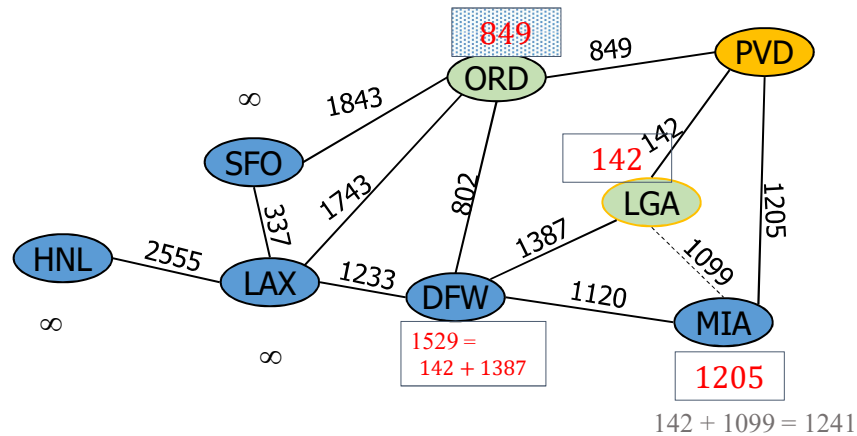 849
ORD
849
PVD
∞
1843
142
142
SFO
1743
802
LGA
337
1205
1387
1099
HNL
2555
LAX
1233
DFW
1120
MIA
∞
∞
1529 =
142 + 1387
1205
142 + 1099 = 1241